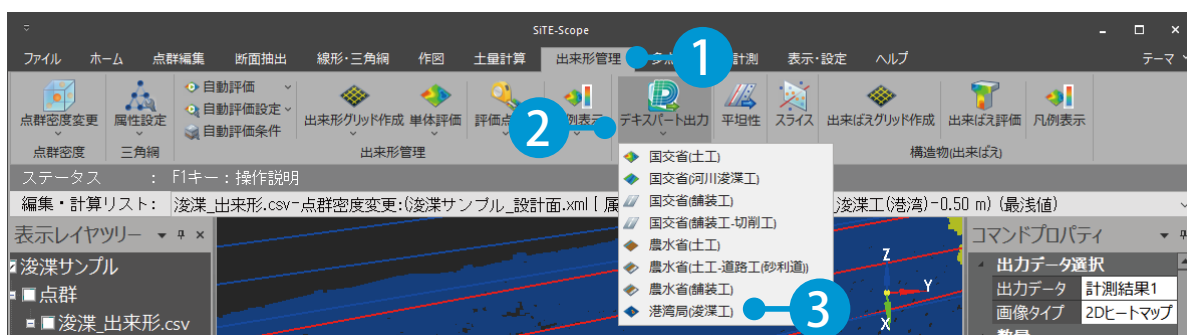 SiTE-Scope
ファイル ホーム 点群編集 断面抽出 線形・三角網 作図 土量計算 出来形管理 1 計測 表示・設定 ヘルプ テーマ
自動評価
自動評価設定
自動評価条件
点群密度変更 属性設定 出来形グリッド作成 単体評価 2 デキスパート出力 平坦性 スライス 出来ばえグリッド作成 出来ばえ評価 凡例表示
点群密度 三角網 出来形管理 構造物(出来ばえ)
国交省(土工)
国交省(河川浚渫工)
国交省(舗装工)
国交省(舗装工-切削工)
農水省(土工)
農水省(土工-道路工(砂利道))
農水省(舗装工)
港湾局(浚渫工) 3
ステータス : F1キー:操作説明
編集・計算リスト: 浚渫_出来形.csv-点群密度変更:(浚渫サンプル_設計面.xml [ 属 浚渫工(港湾)-0.50 m) (最浅値)
表示レイヤツリー
浚渫サンプル
点群
浚渫_出来形.csv
Z
Y
X
コマンドプロパティ
出力データ選択
出力データ 計測結果1
画像タイプ 2Dヒートマップ